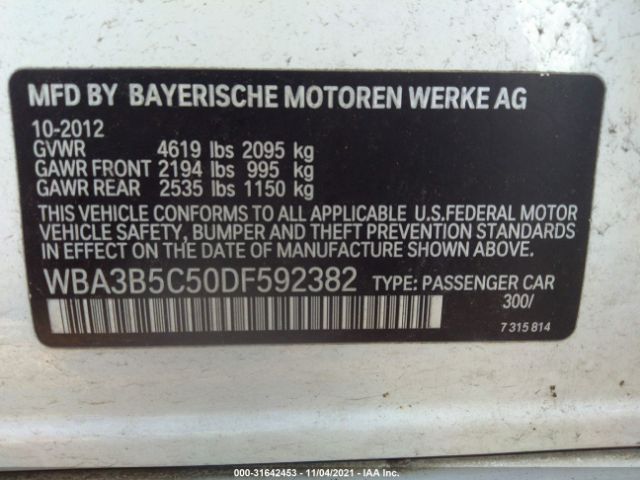 MFD BY BAYERISCHE MOTOREN WERKE AG
10-2012
GVWR 4619 lbs 2095 kg
GAWR FRONT 2194 lbs 995 kg
GAWR REAR 2535 lbs 1150 kg
THIS VEHICLE CONFORMS TO ALL APPLICABLE U.S.FEDERAL MOTOR
VEHICLE SAFETY, BUMPER AND THEFT PREVENTION STANDARDS
IN EFFECT ON THE DATE OF MANUFACTURE SHOWN ABOVE.
WBA3B5C50DF592382 TYPE: PASSENGER CAR
300/
7 315 814
000-31642453 - 11/04/2021 - IAA Inc.